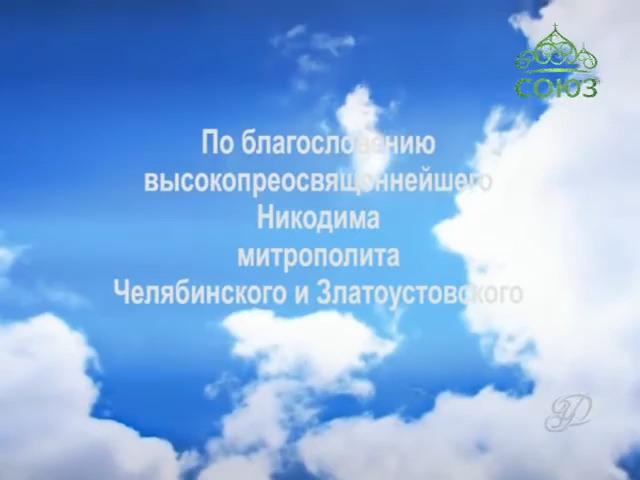 СОЮЗ
По благословению
высокопреосвященнейшего
Никодима
митрополита
Челябинского и Златоустовского